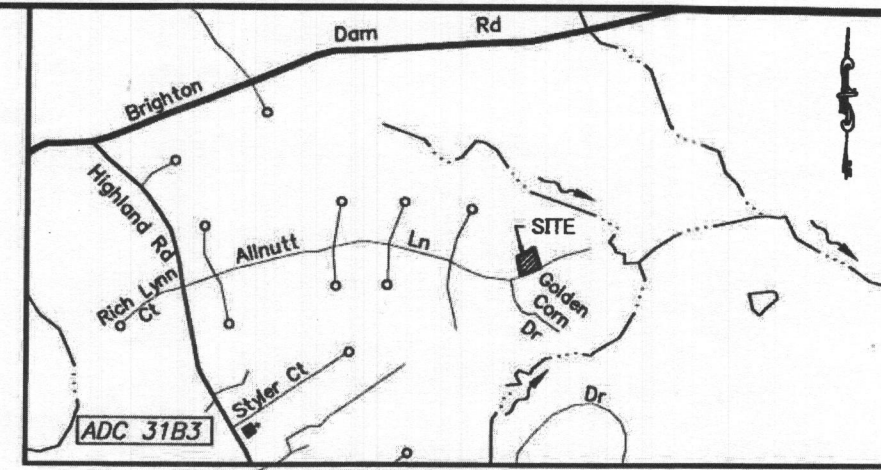 Brighton Dam Rd
Highland Rd
Allnutt Ln
SITE
Rich Lynn
Ct
Golden
Corn
Dr
Styler Ct
Dr
ADC 31B3